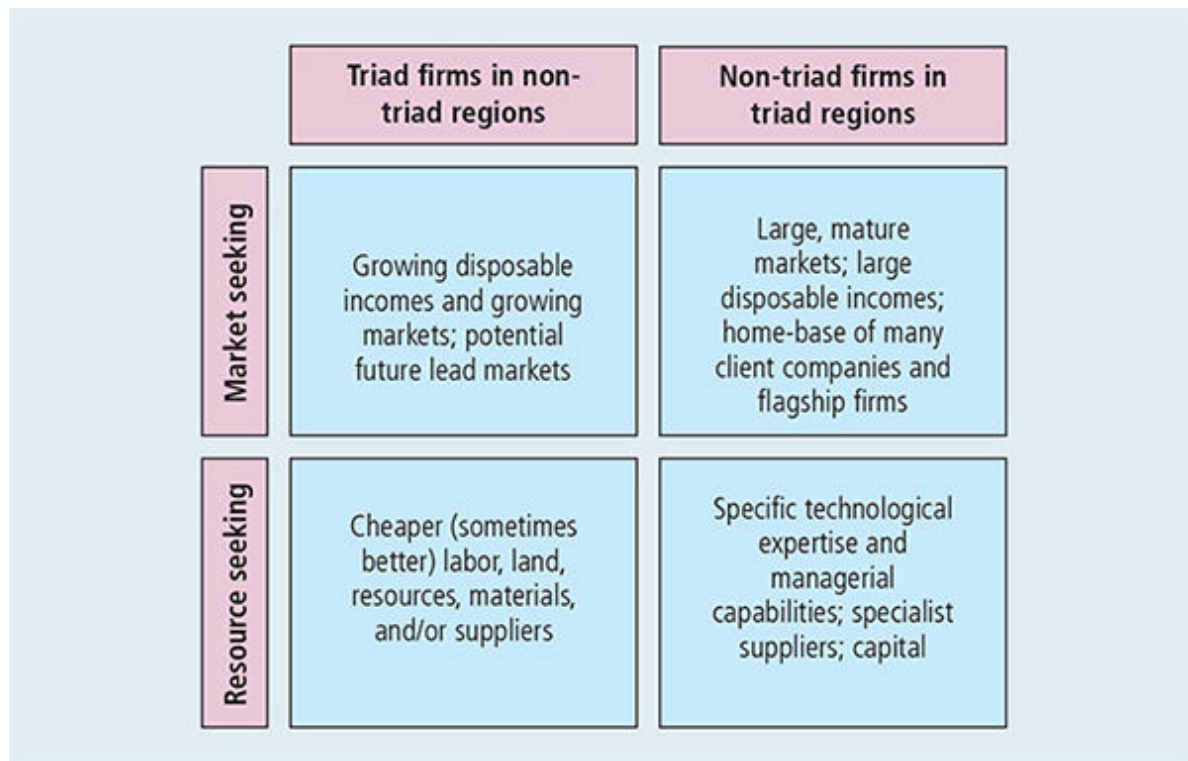 Triad firms in non-
triad regions
Non-triad firms in
triad regions
Market seeking
Growing disposable
incomes and growing
markets; potential
future lead markets
Large, mature
markets; large
disposable incomes;
home-base of many
client companies and
flagship firms
Resource seeking
Cheaper (sometimes
better) labor, land,
resources, materials,
and/or suppliers
Specific technological
expertise and
managerial
capabilities; specialist
suppliers; capital